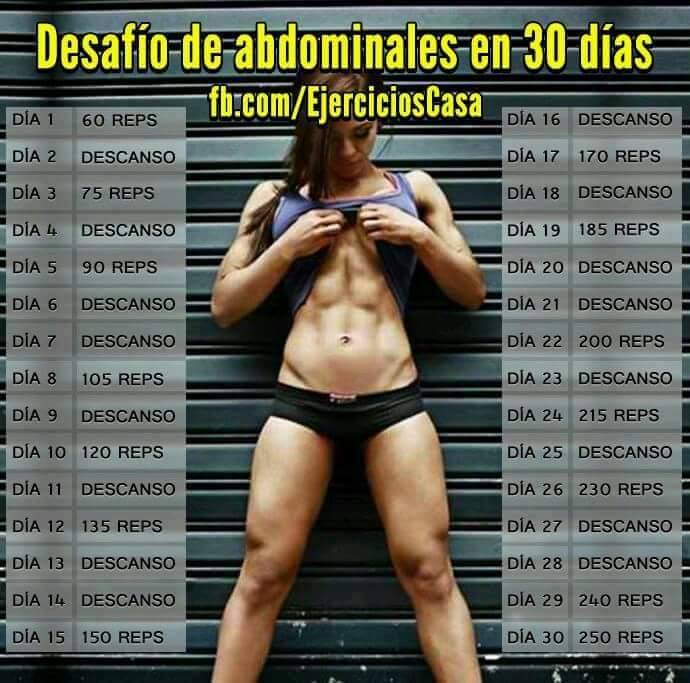 Desafío de abdominales en 30 días
fb.com/EjerciciosCasa
DÍA 1 60 REPS
DÍA 2 DESCANSO
DÍA 3 75 REPS
DÍA 4 DESCANSO
DÍA 5 90 REPS
DÍA 6 DESCANSO
DÍA 7 DESCANSO
DÍA 8 105 REPS
DÍA 9 DESCANSO
DÍA 10 120 REPS
DÍA 11 DESCANSO
DÍA 12 135 REPS
DÍA 13 DESCANSO
DÍA 14 DESCANSO
DÍA 15 150 REPS
DÍA 16 DESCANSO
DÍA 17 170 REPS
DÍA 18 DESCANSO
DÍA 19 185 REPS
DÍA 20 DESCANSO
DÍA 21 DESCANSO
DÍA 22 200 REPS
DÍA 23 DESCANSO
DÍA 24 215 REPS
DÍA 25 DESCANSO
DÍA 26 230 REPS
DÍA 27 DESCANSO
DÍA 28 DESCANSO
DÍA 29 240 REPS
DÍA 30 250 REPS